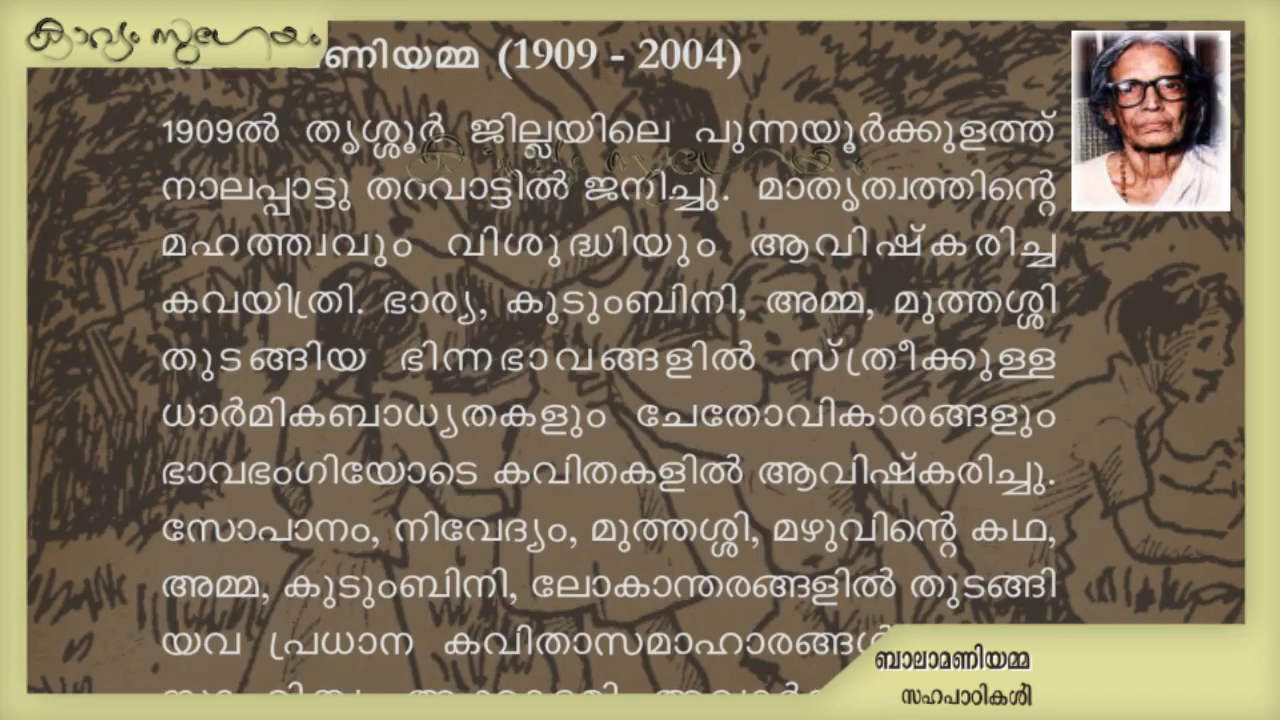 കാവ്യം സുഗേയം
മണിയമ്മ (1909 - 2004)
1909ൽ തൃശ്ശൂർ ജില്ലയിലെ പുന്നയൂർക്കുളത്ത്
നാലപ്പാട്ടു തറവാട്ടിൽ ജനിച്ചു. മാതൃത്വത്തിന്റെ
മഹത്ത്വവും വിശുദ്ധിയും ആവിഷ്കരിച്ച
കവയിത്രി. ഭാര്യ, കുടുംബിനി, അമ്മ, മുത്തശ്ശി
തുടങ്ങിയ ഭിന്നഭാവങ്ങളിൽ സ്ത്രീക്കുള്ള
ധാർമികബാധ്യതകളും ചേതോവികാരങ്ങളും
ഭാവഭംഗിയോടെ കവിതകളിൽ ആവിഷ്കരിച്ചു.
സോപാനം, നിവേദ്യം, മുത്തശ്ശി, മഴുവിന്റെ കഥ,
അമ്മ, കുടുംബിനി, ലോകാന്തരങ്ങളിൽ തുടങ്ങി
യവ പ്രധാന കവിതാസമാഹാരങ്ങൾ
ബാലാമണിയമ്മ
സഹപാഠികൾ